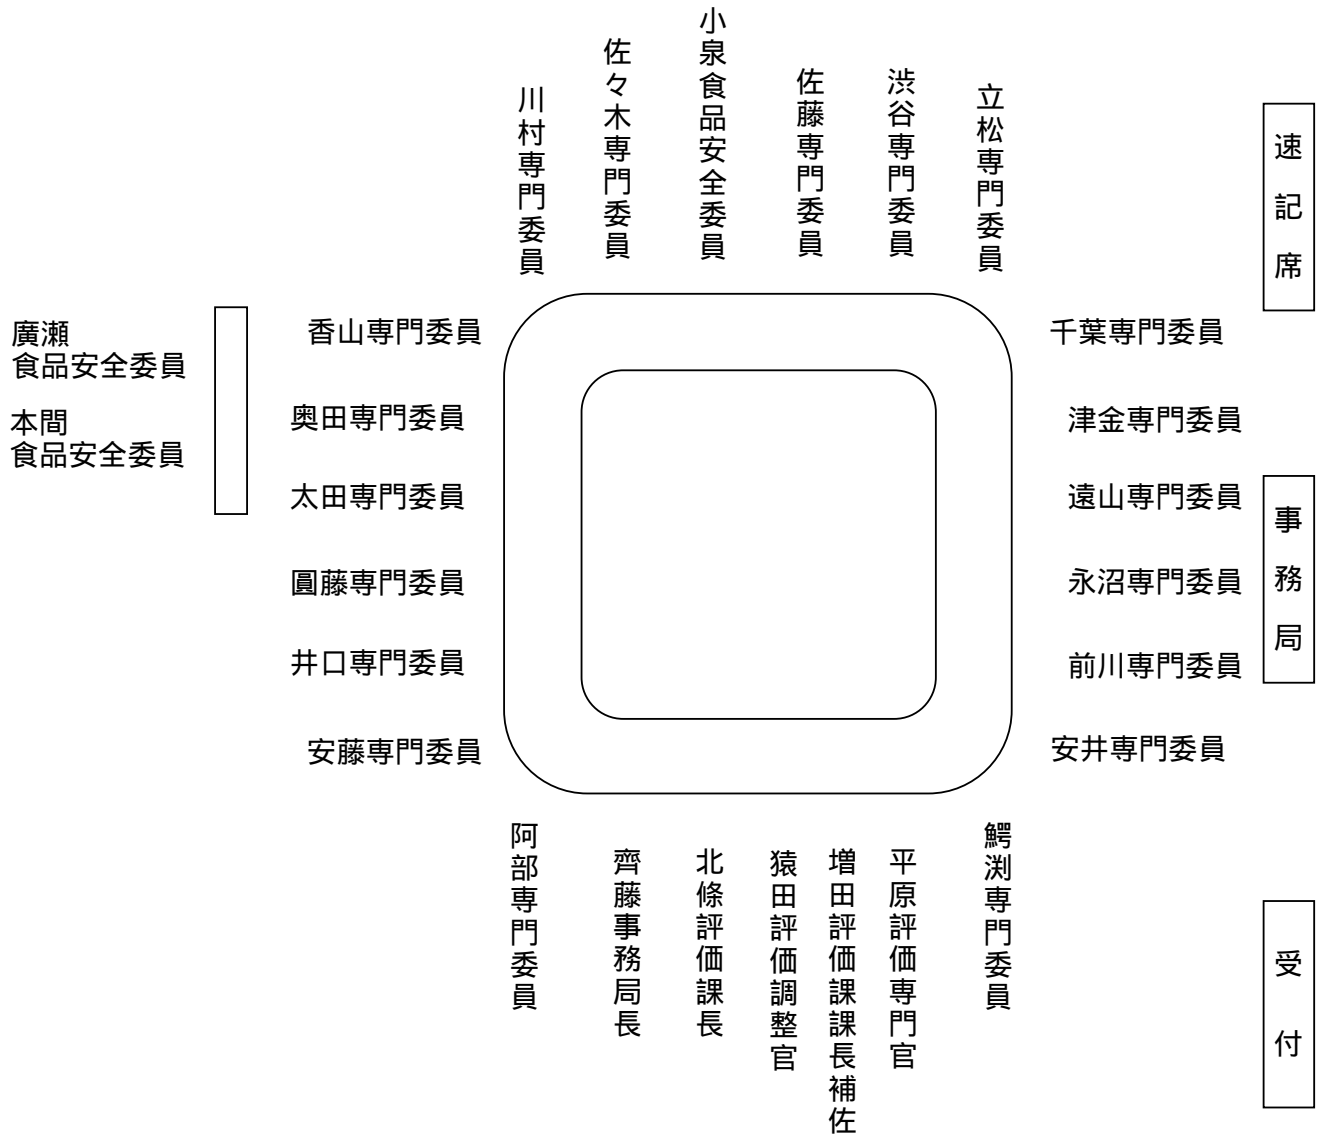 川村専門委員
佐々木専門委員
小泉食品安全委員
佐藤専門委員
渋谷専門委員
立松専門委員
速記席
廣瀬
食品安全委員
本間
食品安全委員
香山専門委員
奥田専門委員
太田専門委員
圓藤専門委員
井口専門委員
安藤専門委員
千葉専門委員
津金専門委員
遠山専門委員
永沼専門委員
前川専門委員
安井専門委員
事務局
阿部専門委員
齊藤事務局長
北條評価課長
猿田評価調整官
増田評価課課長補佐
平原評価専門官
鰐渕専門委員
受付